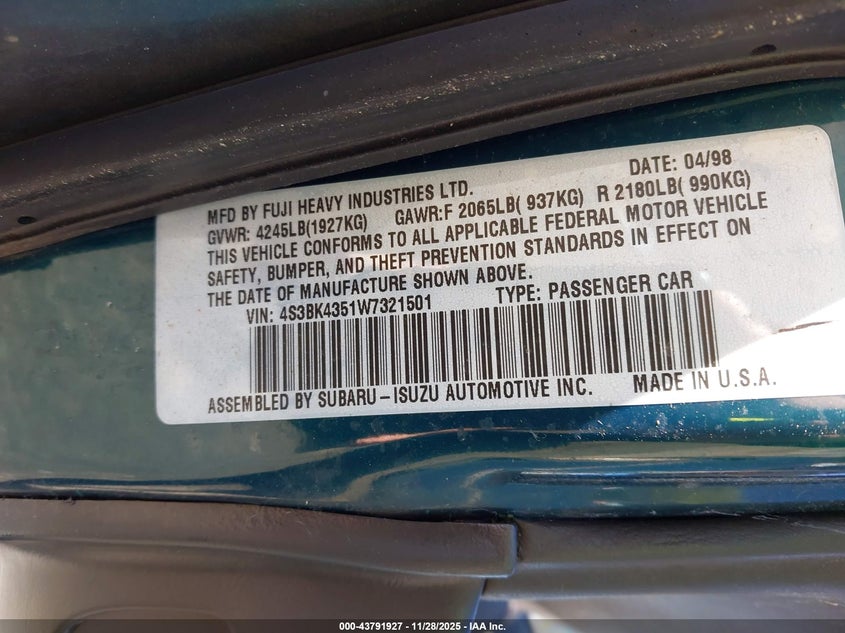 DATE: 04/98
MFD BY FUJI HEAVY INDUSTRIES LTD.
GVWR: 4245LB(1927KG) GAWR:F 2065LB( 937KG) R 2180LB( 990KG)
THIS VEHICLE CONFORMS TO ALL APPLICABLE FEDERAL MOTOR VEHICLE
SAFETY, BUMPER, AND THEFT PREVENTION STANDARDS IN EFFECT ON
THE DATE OF MANUFACTURE SHOWN ABOVE.
VIN: 4S3BK4351W7321501 TYPE: PASSENGER CAR
ASSEMBLED BY SUBARU-ISUZU AUTOMOTIVE INC. MADE IN U.S.A.
000-43791927 - 11/28/2025 - IAA Inc.